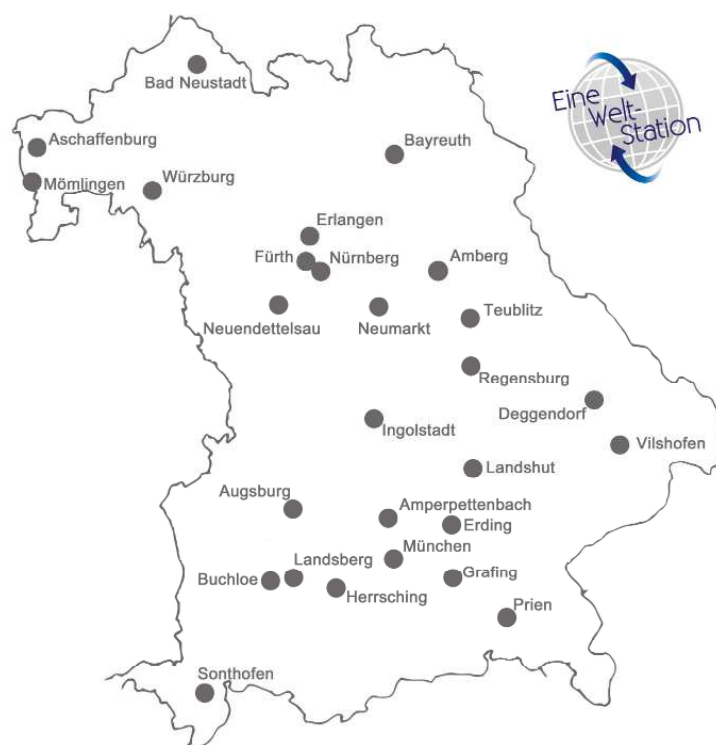 Bad Neustadt
Eine
Welt-
Station
Aschaffenburg
Bayreuth
Mömlingen
Würzburg
Erlangen
Fürth
Nürnberg
Amberg
Neuendettelsau
Neumarkt
Teublitz
Regensburg
Deggendorf
Ingolstadt
Vilshofen
Landshut
Augsburg
Amperpettenbach
Erding
München
Landsberg
Buchloe
Herrsching
Grafing
Prien
Sonthofen